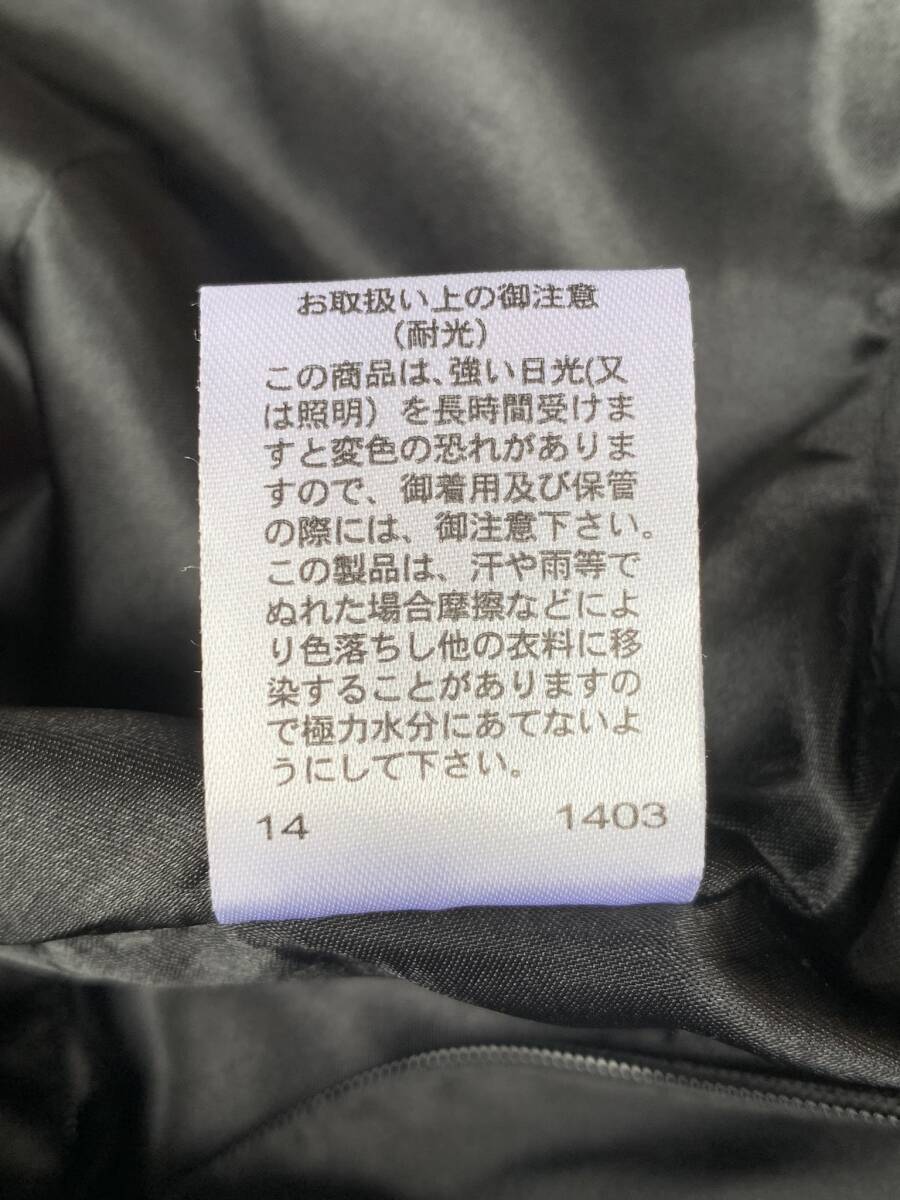 お取扱い上の御注意
(耐光)
この商品は、強い日光(又
は照明) を長時間受けま
すと変色の恐れがありま
すので、御着用及び保管
の際には、御注意下さい。
この製品は、汗や雨等で
ぬれた場合摩擦などによ
り色落ちし他の衣料に移
染することがありますの
で極力水分にあてないよ
うにして下さい。
14 1403